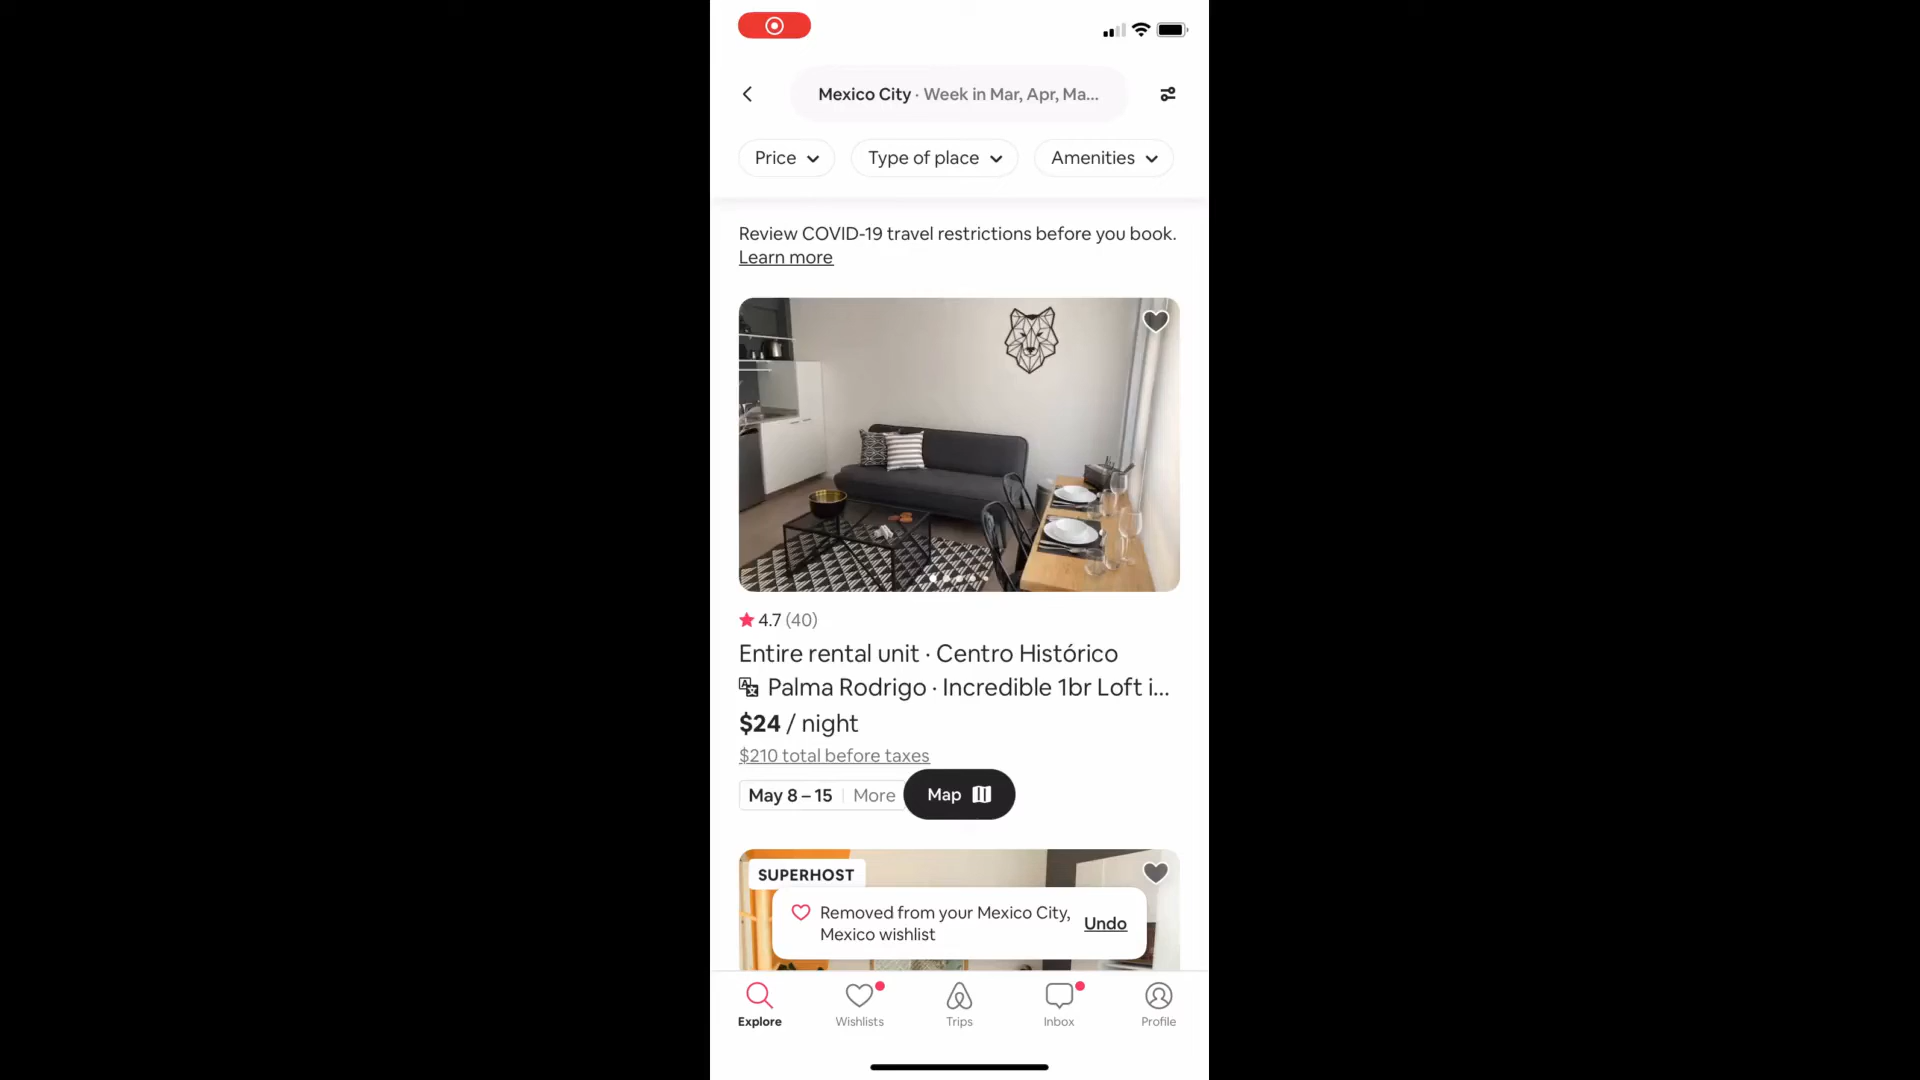 Mexico City · Week in Mar, Apr, Ma...
Price
Type of place
Amenities
Review COVID-19 travel restrictions before you book.
Learn more
4.7 (40)
Entire rental unit · Centro Histórico
Palma Rodrigo · Incredible 1br Loft i...
$24 / night
$210 total before taxes
May 8 – 15
More
Map
SUPERHOST
Removed from your Mexico City,
Mexico wishlist
Undo
Explore
Wishlists
Trips
Inbox
Profile